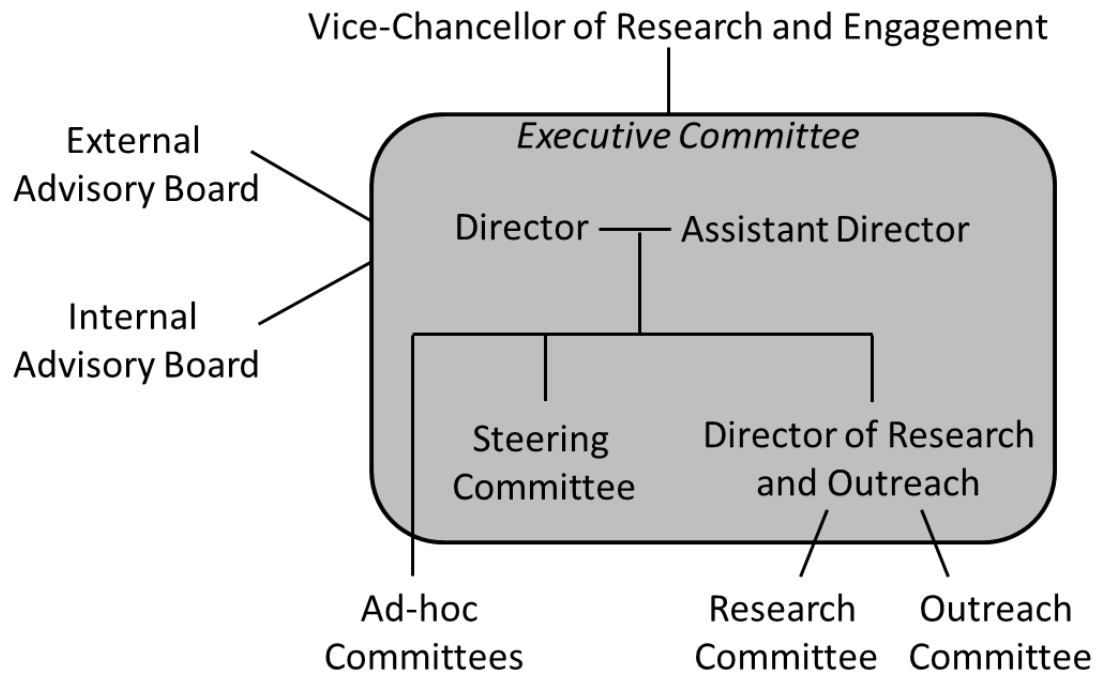 Vice-Chancellor of Research and Engagement
Executive Committee
External
Advisory Board
Director
Assistant Director
Internal
Advisory Board
Steering
Committee
Director of Research
and Outreach
Ad-hoc
Committees
Research
Committee
Outreach
Committee